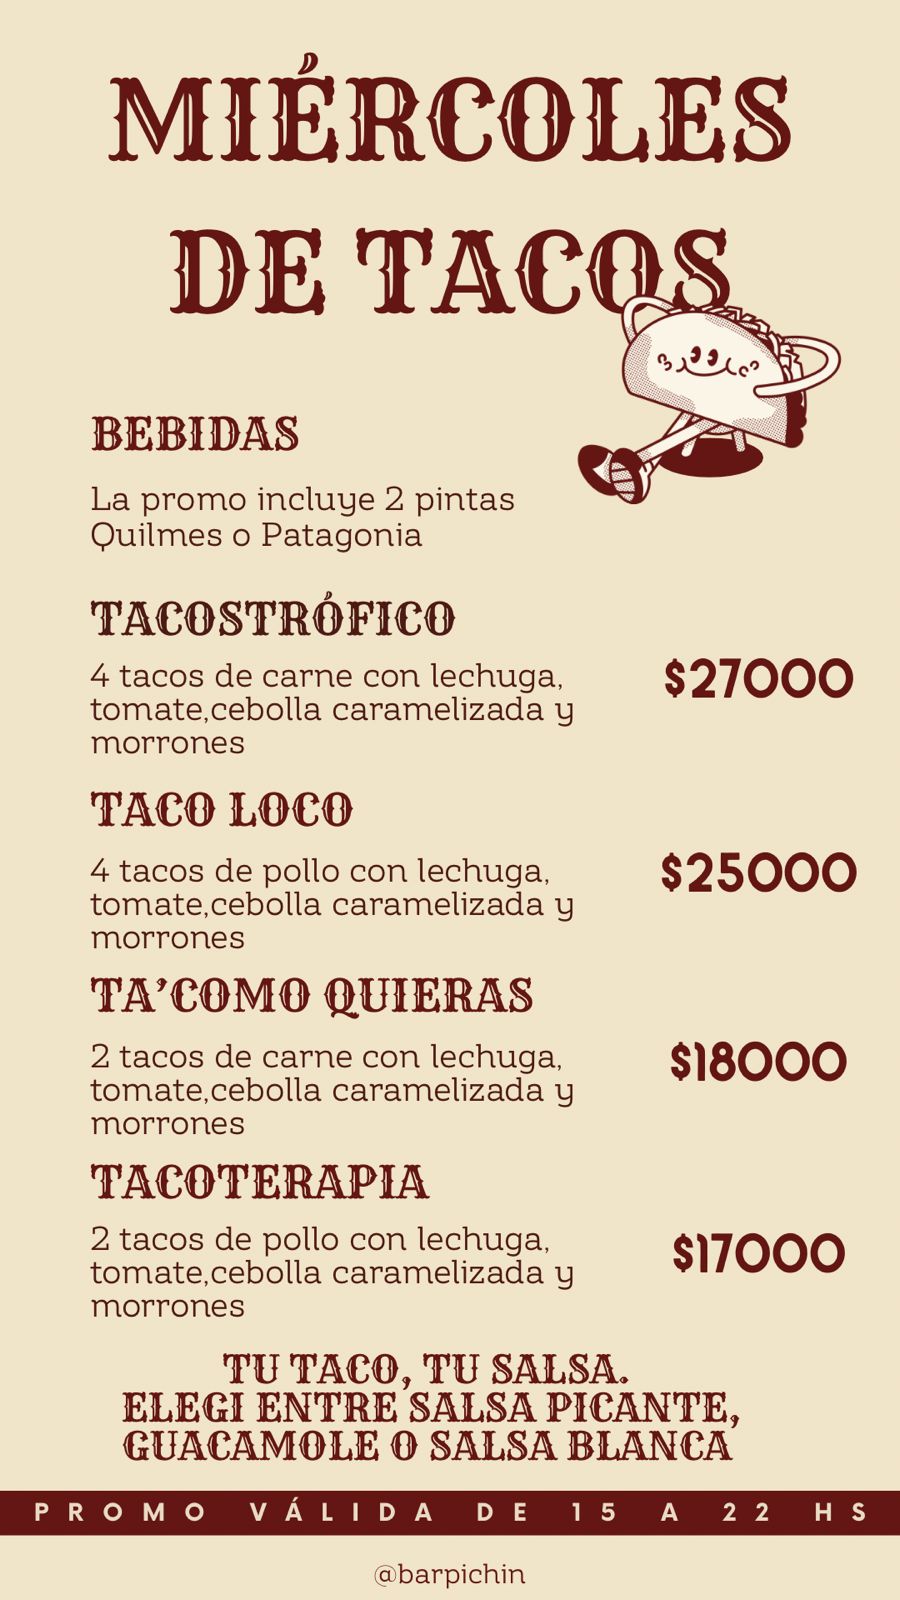 MIÉRCOLES
DE TACOS
BEBIDAS
La promo incluye 2 pintas
Quilmes o Patagonia
TACOSTRÓFICO
4 tacos de carne con lechuga,
tomate,cebolla caramelizada y
morrones
$27000
TACO LOCO
4 tacos de pollo con lechuga,
tomate,cebolla caramelizada y
morrones
$25000
TA'COMO QUIERAS
2 tacos de carne con lechuga,
tomate,cebolla caramelizada y
morrones
$18000
TACOTERAPIA
2 tacos de pollo con lechuga,
tomate,cebolla caramelizada y
morrones
$17000
TU TACO, TU SALSA.
ELEGI ENTRE SALSA PICANTE,
GUACAMOLE O SALSA BLANCA
PROMO VÁLIDA DE 15 A 22 HS
@barpichin